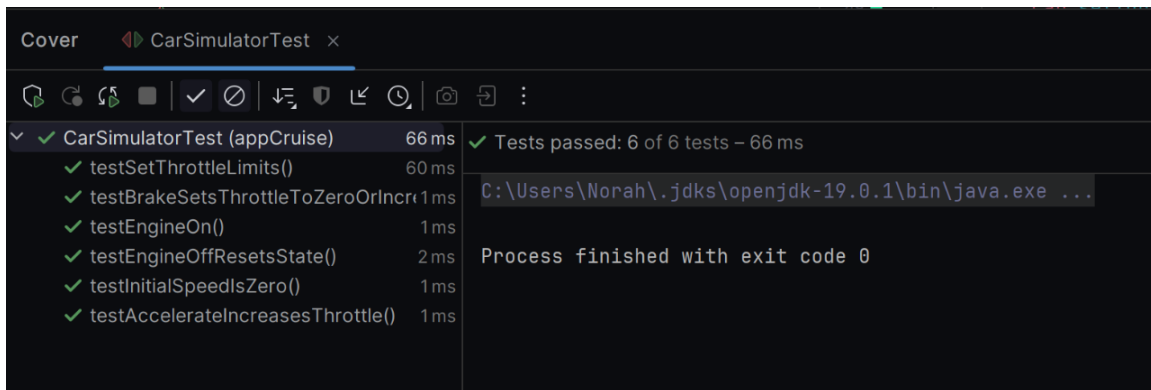 Cover CarSimulatorTest ×
CarSimulatorTest (appCruise) 66 ms
testSetThrottleLimits() 60 ms
testBrakeSetsThrottleToZeroOrIncr 1 ms
testEngineOn() 1 ms
testEngineOffResetsState() 2 ms
testInitialSpeedIsZero() 1 ms
testAccelerateIncreasesThrottle() 1 ms
Tests passed: 6 of 6 tests – 66 ms
C:\Users\Norah\.jdks\openjdk-19.0.1\bin\java.exe ...
Process finished with exit code 0